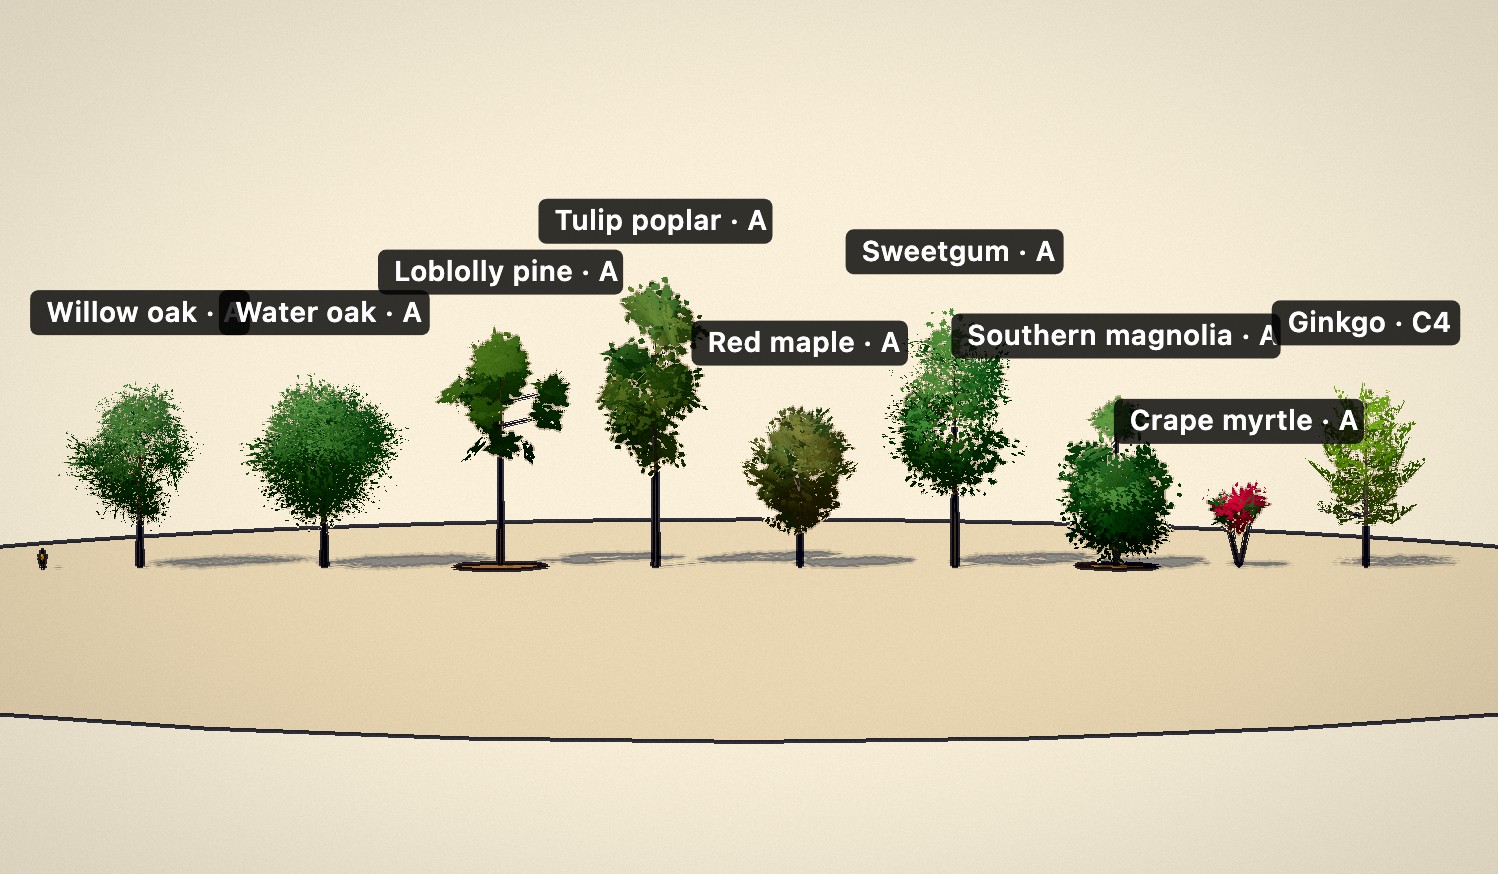 Tulip poplar · A
Sweetgum · A
Loblolly pine · A
Willow oak · A
Water oak · A
Red maple · A
Southern magnolia · A
Ginkgo · C4
Crape myrtle · A